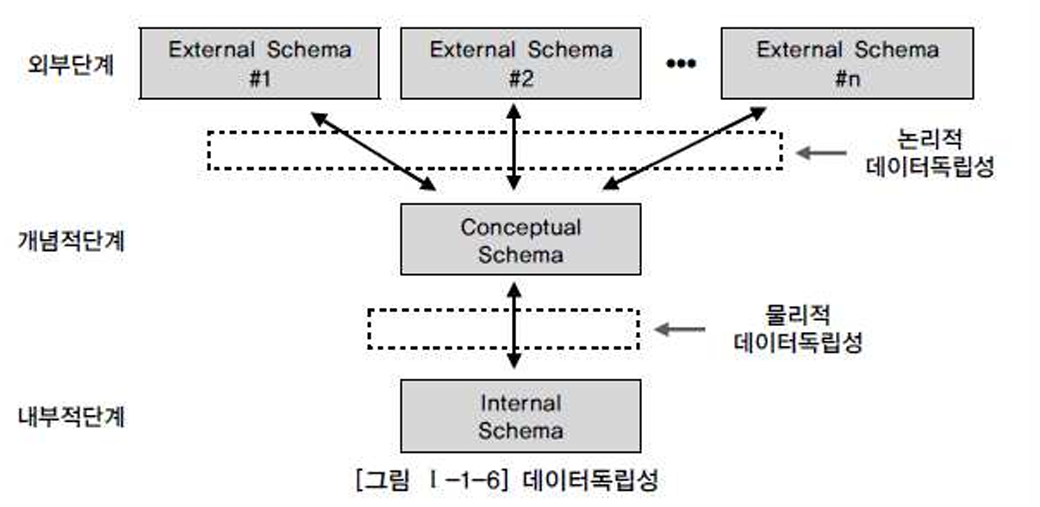 외부단계
External Schema
#1
External Schema
#2
•••
External Schema
#n
논리적
데이터독립성
개념적단계
Conceptual
Schema
물리적
데이터독립성
내부적단계
Internal
Schema
[그림 Ⅰ-1-6] 데이터독립성